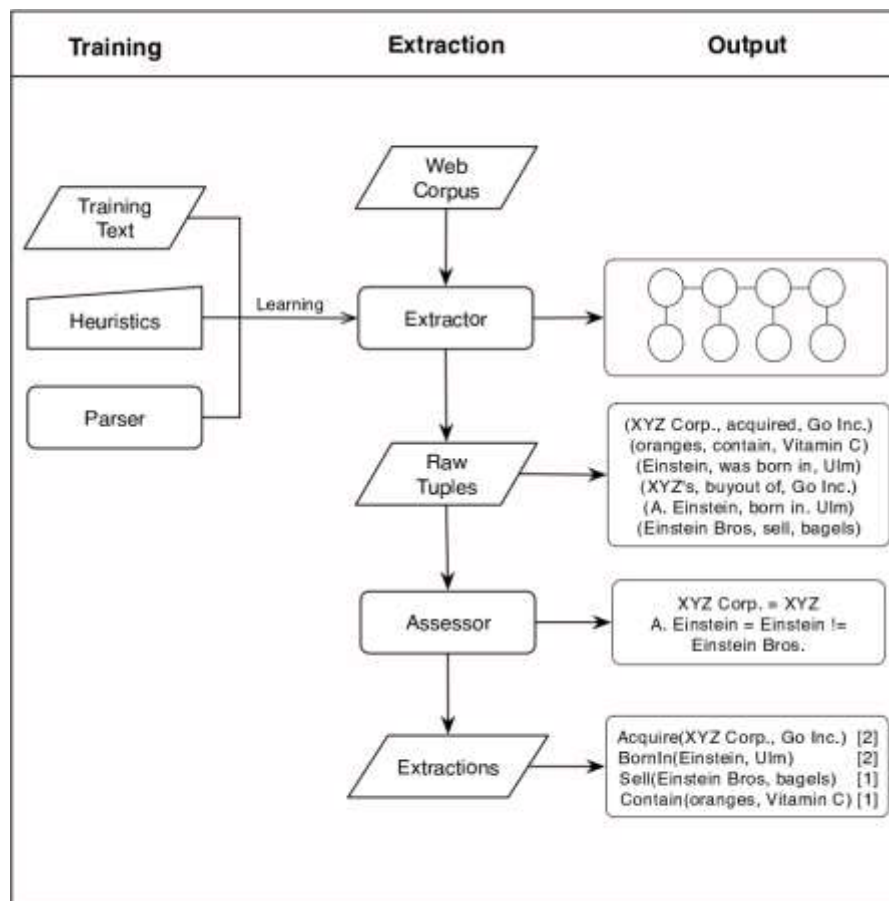 Training
Extraction
Output
Web
Corpus
Training
Text
Heuristics
Parser
Learning
Extractor
Raw
Tuples
(XYZ Corp., acquired, Go Inc.)
(oranges, contain, Vitamin C)
(Einstein, was born in, Ulm)
(XYZ's, buyout of, Go Inc.)
(A. Einstein, born in. Ulm)
(Einstein Bros, sell, bagels)
Assessor
XYZ Corp. = XYZ
A. Einstein = Einstein !=
Einstein Bros.
Extractions
Acquire(XYZ Corp., Go Inc.) [2]
BornIn(Einstein, Ulm) [2]
Sell(Einstein Bros, bagels) [1]
Contain(oranges, Vitamin C) [1]